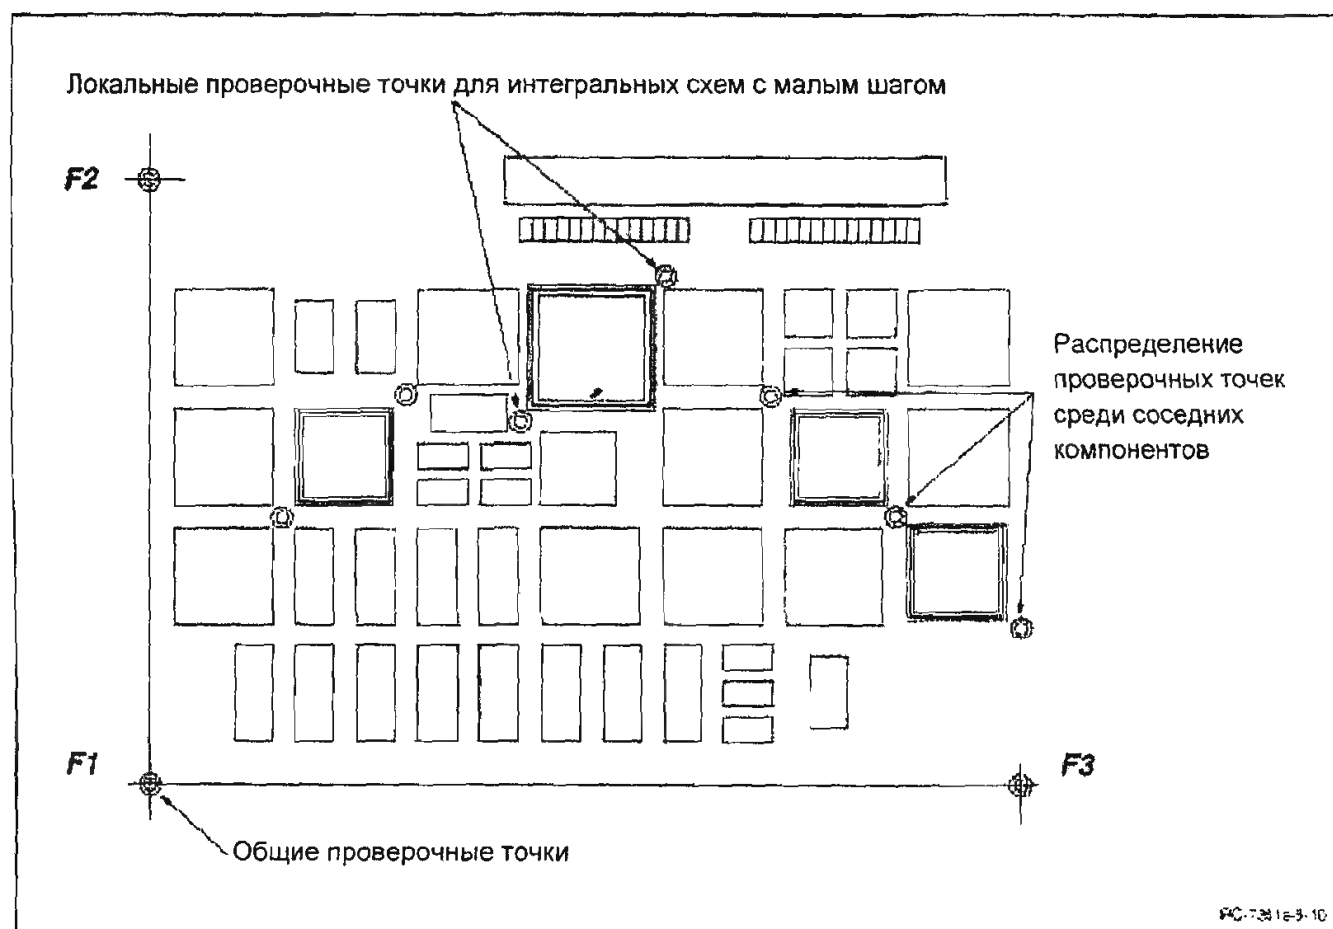 Локальные проверочные точки для интегральных схем с малым шагом
F2
Распределение
проверочных точек
среди соседних
компонентов
F1
F3
Общие проверочные точки